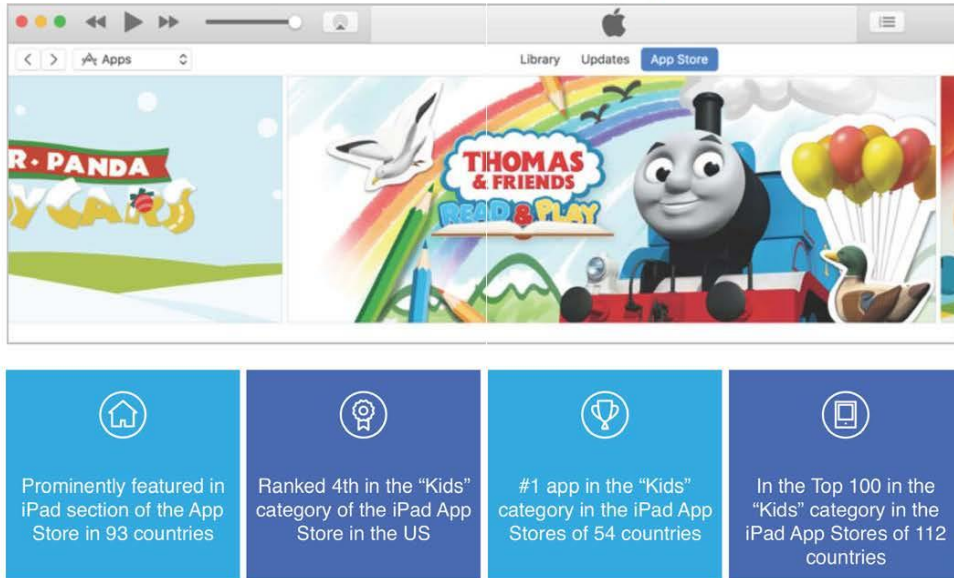 Apps
Library Updates App Store
R. PANDA
Y CARS
THOMAS
& FRIENDS
READ & PLAY
Prominently featured in
iPad section of the App
Store in 93 countries
Ranked 4th in the “Kids”
category of the iPad App
Store in the US
#1 app in the “Kids”
category in the iPad App
Stores of 54 countries
In the Top 100 in the
“Kids” category in the
iPad App Stores of 112
countries